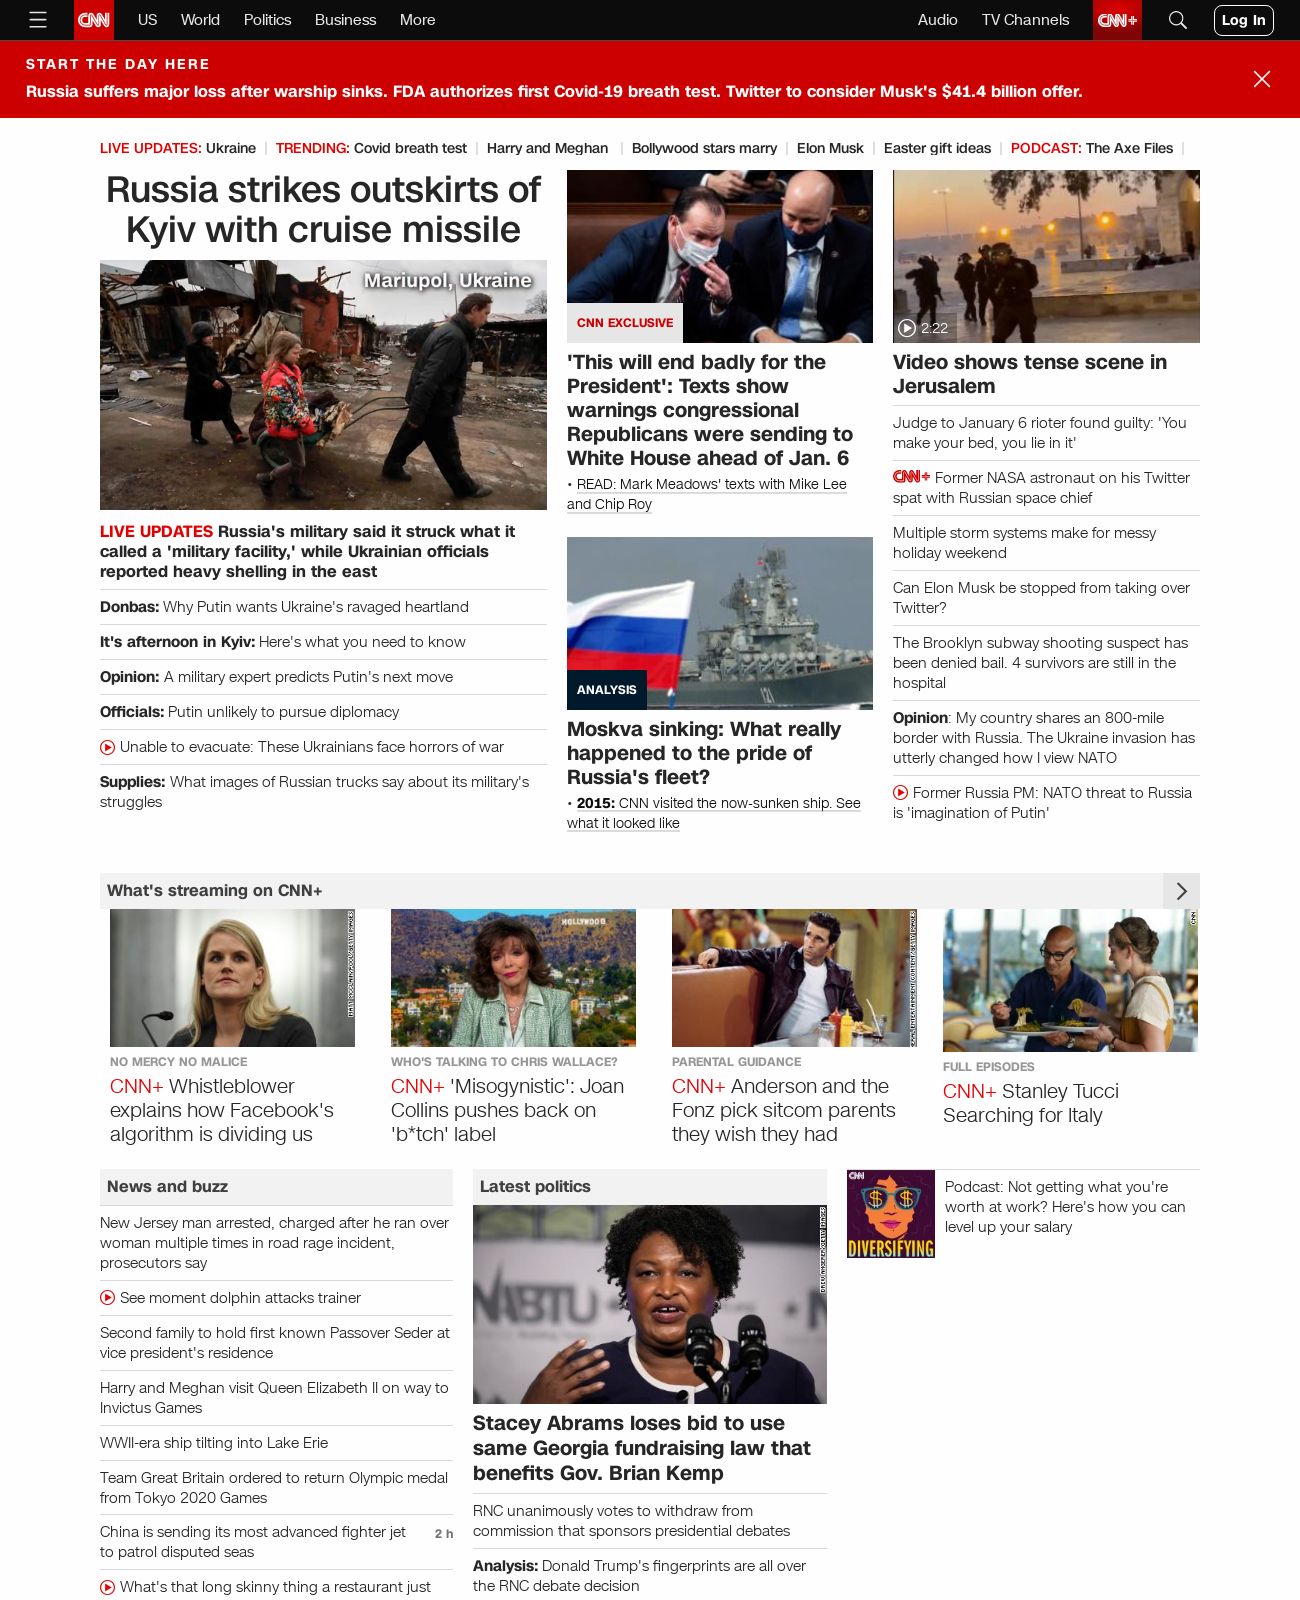 CNN US World Politics Business More Audio TV Channels CNN+ Log In
START THE DAY HERE
Russia suffers major loss after warship sinks. FDA authorizes first Covid-19 breath test. Twitter to consider Musk's $41.4 billion offer.
LIVE UPDATES: Ukraine TRENDING: Covid breath test Harry and Meghan Bollywood stars marry Elon Musk Easter gift ideas PODCAST: The Axe Files
Russia strikes outskirts of
Kyiv with cruise missile
Mariupol, Ukraine
LIVE UPDATES Russia's military said it struck what it
called a 'military facility,' while Ukrainian officials
reported heavy shelling in the east
Donbas: Why Putin wants Ukraine's ravaged heartland
It's afternoon in Kyiv: Here's what you need to know
Opinion: A military expert predicts Putin's next move
Officials: Putin unlikely to pursue diplomacy
Unable to evacuate: These Ukrainians face horrors of war
Supplies: What images of Russian trucks say about its military's
struggles
CNN EXCLUSIVE
'This will end badly for the
President': Texts show
warnings congressional
Republicans were sending to
White House ahead of Jan. 6
• READ: Mark Meadows' texts with Mike Lee
and Chip Roy
121
ANALYSIS
Moskva sinking: What really
happened to the pride of
Russia's fleet?
• 2015: CNN visited the now-sunken ship. See
what it looked like
2:22
Video shows tense scene in
Jerusalem
Judge to January 6 rioter found guilty: 'You
make your bed, you lie in it'
CNN+ Former NASA astronaut on his Twitter
spat with Russian space chief
Multiple storm systems make for messy
holiday weekend
Can Elon Musk be stopped from taking over
Twitter?
The Brooklyn subway shooting suspect has
been denied bail. 4 survivors are still in the
hospital
Opinion: My country shares an 800-mile
border with Russia. The Ukraine invasion has
utterly changed how I view NATO
Former Russia PM: NATO threat to Russia
is 'imagination of Putin'
What's streaming on CNN+
NO MERCY NO MALICE
CNN+ Whistleblower
explains how Facebook's
algorithm is dividing us
HOLLYWOOD
WHO'S TALKING TO CHRIS WALLACE?
CNN+ 'Misogynistic': Joan
Collins pushes back on
'b*tch' label
PARENTAL GUIDANCE
CNN+ Anderson and the
Fonz pick sitcom parents
they wish they had
CNN
FULL EPISODES
CNN+ Stanley Tucci
Searching for Italy
News and buzz
New Jersey man arrested, charged after he ran over
woman multiple times in road rage incident,
prosecutors say
See moment dolphin attacks trainer
Second family to hold first known Passover Seder at
vice president's residence
Harry and Meghan visit Queen Elizabeth II on way to
Invictus Games
WWII-era ship tilting into Lake Erie
Team Great Britain ordered to return Olympic medal
from Tokyo 2020 Games
China is sending its most advanced fighter jet 2 h
to patrol disputed seas
What's that long skinny thing a restaurant just
Latest politics
NABTU
DREW ANGERER/GETTY IMAGES
Stacey Abrams loses bid to use
same Georgia fundraising law that
benefits Gov. Brian Kemp
RNC unanimously votes to withdraw from
commission that sponsors presidential debates
Analysis: Donald Trump's fingerprints are all over
the RNC debate decision
CNN
DIVERSIFYING
Podcast: Not getting what you're
worth at work? Here's how you can
level up your salary